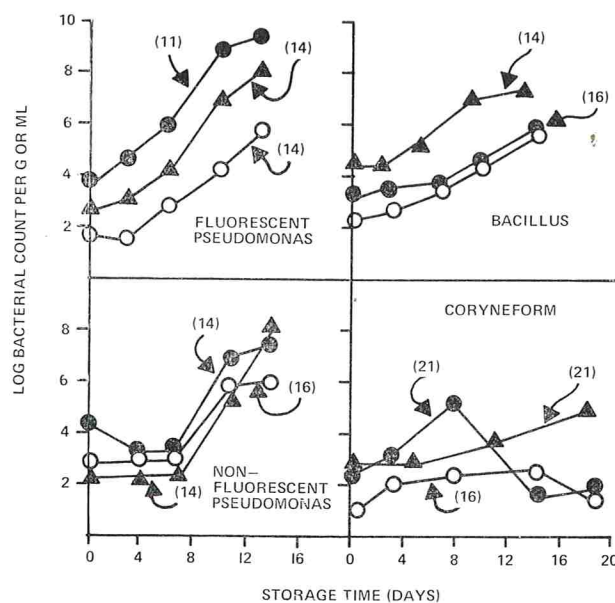 LOG BACTERIAL COUNT PER G OR ML
10
8
6
4
2
(11)
(14)
(14)
FLUORESCENT
PSEUDOMONAS
(14)
(16)
BACILLUS
8
6
4
2
(14)
(16)
(14)
NON-
FLUORESCENT
PSEUDOMONAS
CORYNEFORM
(21)
(21)
(16)
0 4 8 12 16 0 4 8 12 16 20
STORAGE TIME (DAYS)